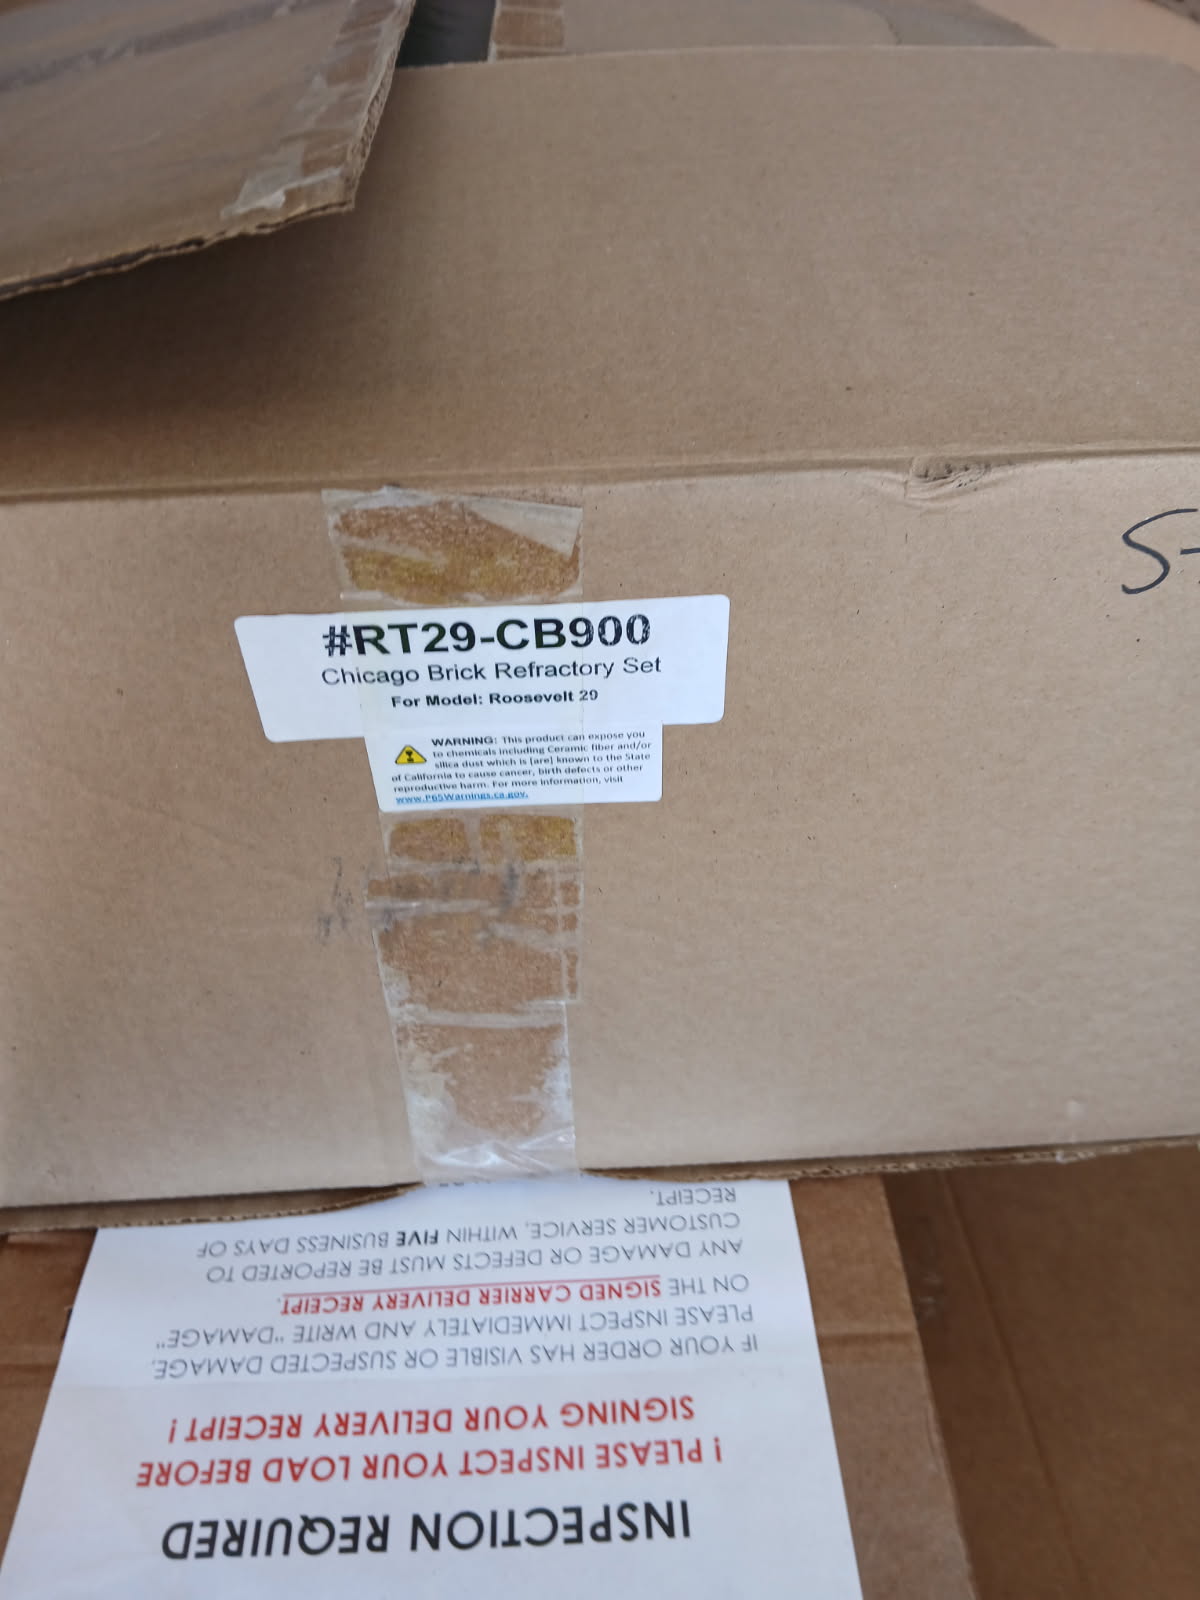 S-
#RT29-CB900
Chicago Brick Refractory Set
For Model: Roosevelt 29
WARNING: This product can expose you
to chemicals including Ceramic fiber and/or
silica dust which is [are] known to the State
of California to cause cancer, birth defects or other
reproductive harm. For more information, visit
www.P65Warnings.ca.gov.
INSPECTION REQUIRED
! PLEASE INSPECT YOUR LOAD BEFORE
SIGNING YOUR DELIVERY RECEIPT!
IF YOUR ORDER HAS VISIBLE OR SUSPECTED DAMAGE,
PLEASE INSPECT IMMEDIATELY AND WRITE "DAMAGE"
ON THE SIGNED CARRIER DELIVERY RECEIPT.
ANY DAMAGE OR DEFECTS MUST BE REPORTED TO
CUSTOMER SERVICE, WITHIN FIVE BUSINESS DAYS OF
RECEIPT.